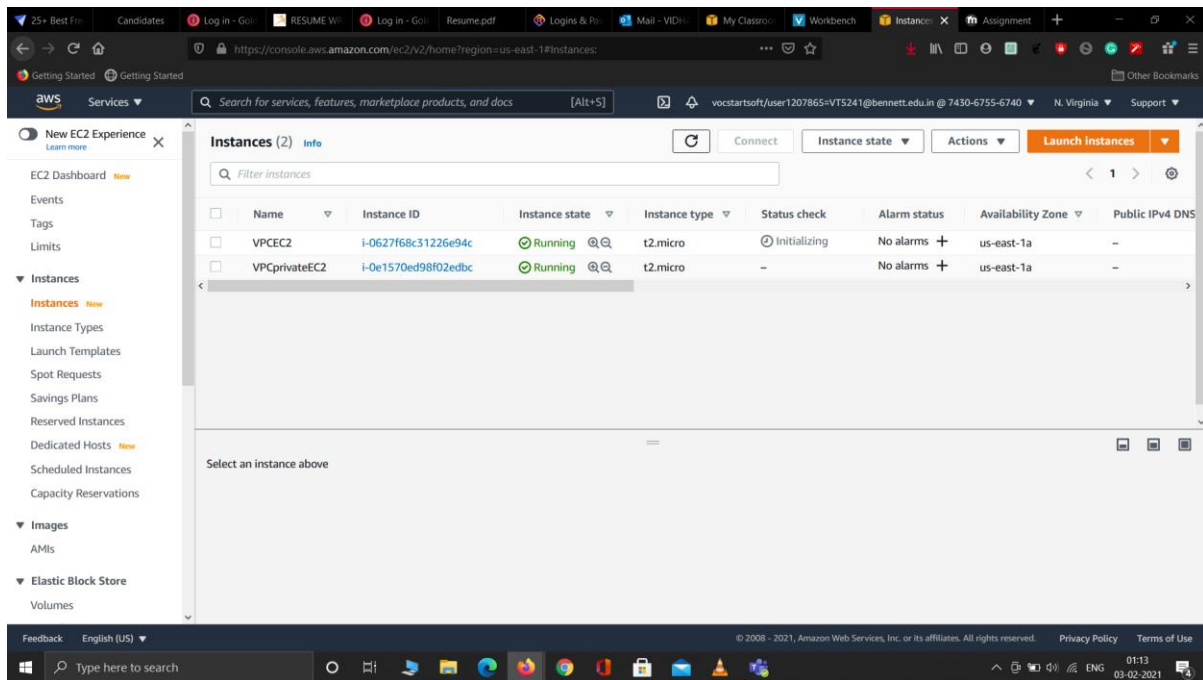 25+ Best Fre
Candidates
Log in - Gol
RESUME WR
Log in - Gol
Resume.pdf
Logins & Pas
Mail - VIDH
My Classroo
Workbench
Instances
Assignment
https://console.aws.amazon.com/ec2/v2/home?region=us-east-1#Instances:
Getting Started Getting Started Other Bookmarks
aws Services Search for services, features, marketplace products, and docs [Alt+S] vocstartsoft/user1207865=VT5241@bennett.edu.in @ 7430-6755-6740 N. Virginia Support
New EC2 Experience
Learn more
EC2 Dashboard New
Events
Tags
Limits
Instances
Instances New
Instance Types
Launch Templates
Spot Requests
Savings Plans
Reserved Instances
Dedicated Hosts New
Scheduled Instances
Capacity Reservations
Images
AMIs
Elastic Block Store
Volumes
Instances (2) Info Connect Instance state Actions Launch instances
Filter instances 1
Name Instance ID Instance state Instance type Status check Alarm status Availability Zone Public IPv4 DNS
VPCEC2 i-0627f68c31226e94c Running t2.micro Initializing No alarms + us-east-1a –
VPCprivateEC2 i-0e1570ed98f02edbc Running t2.micro – No alarms + us-east-1a –
Select an instance above
Feedback English (US) © 2008 - 2021, Amazon Web Services, Inc. or its affiliates. All rights reserved. Privacy Policy Terms of Use
Type here to search ENG 01:13
03-02-2021